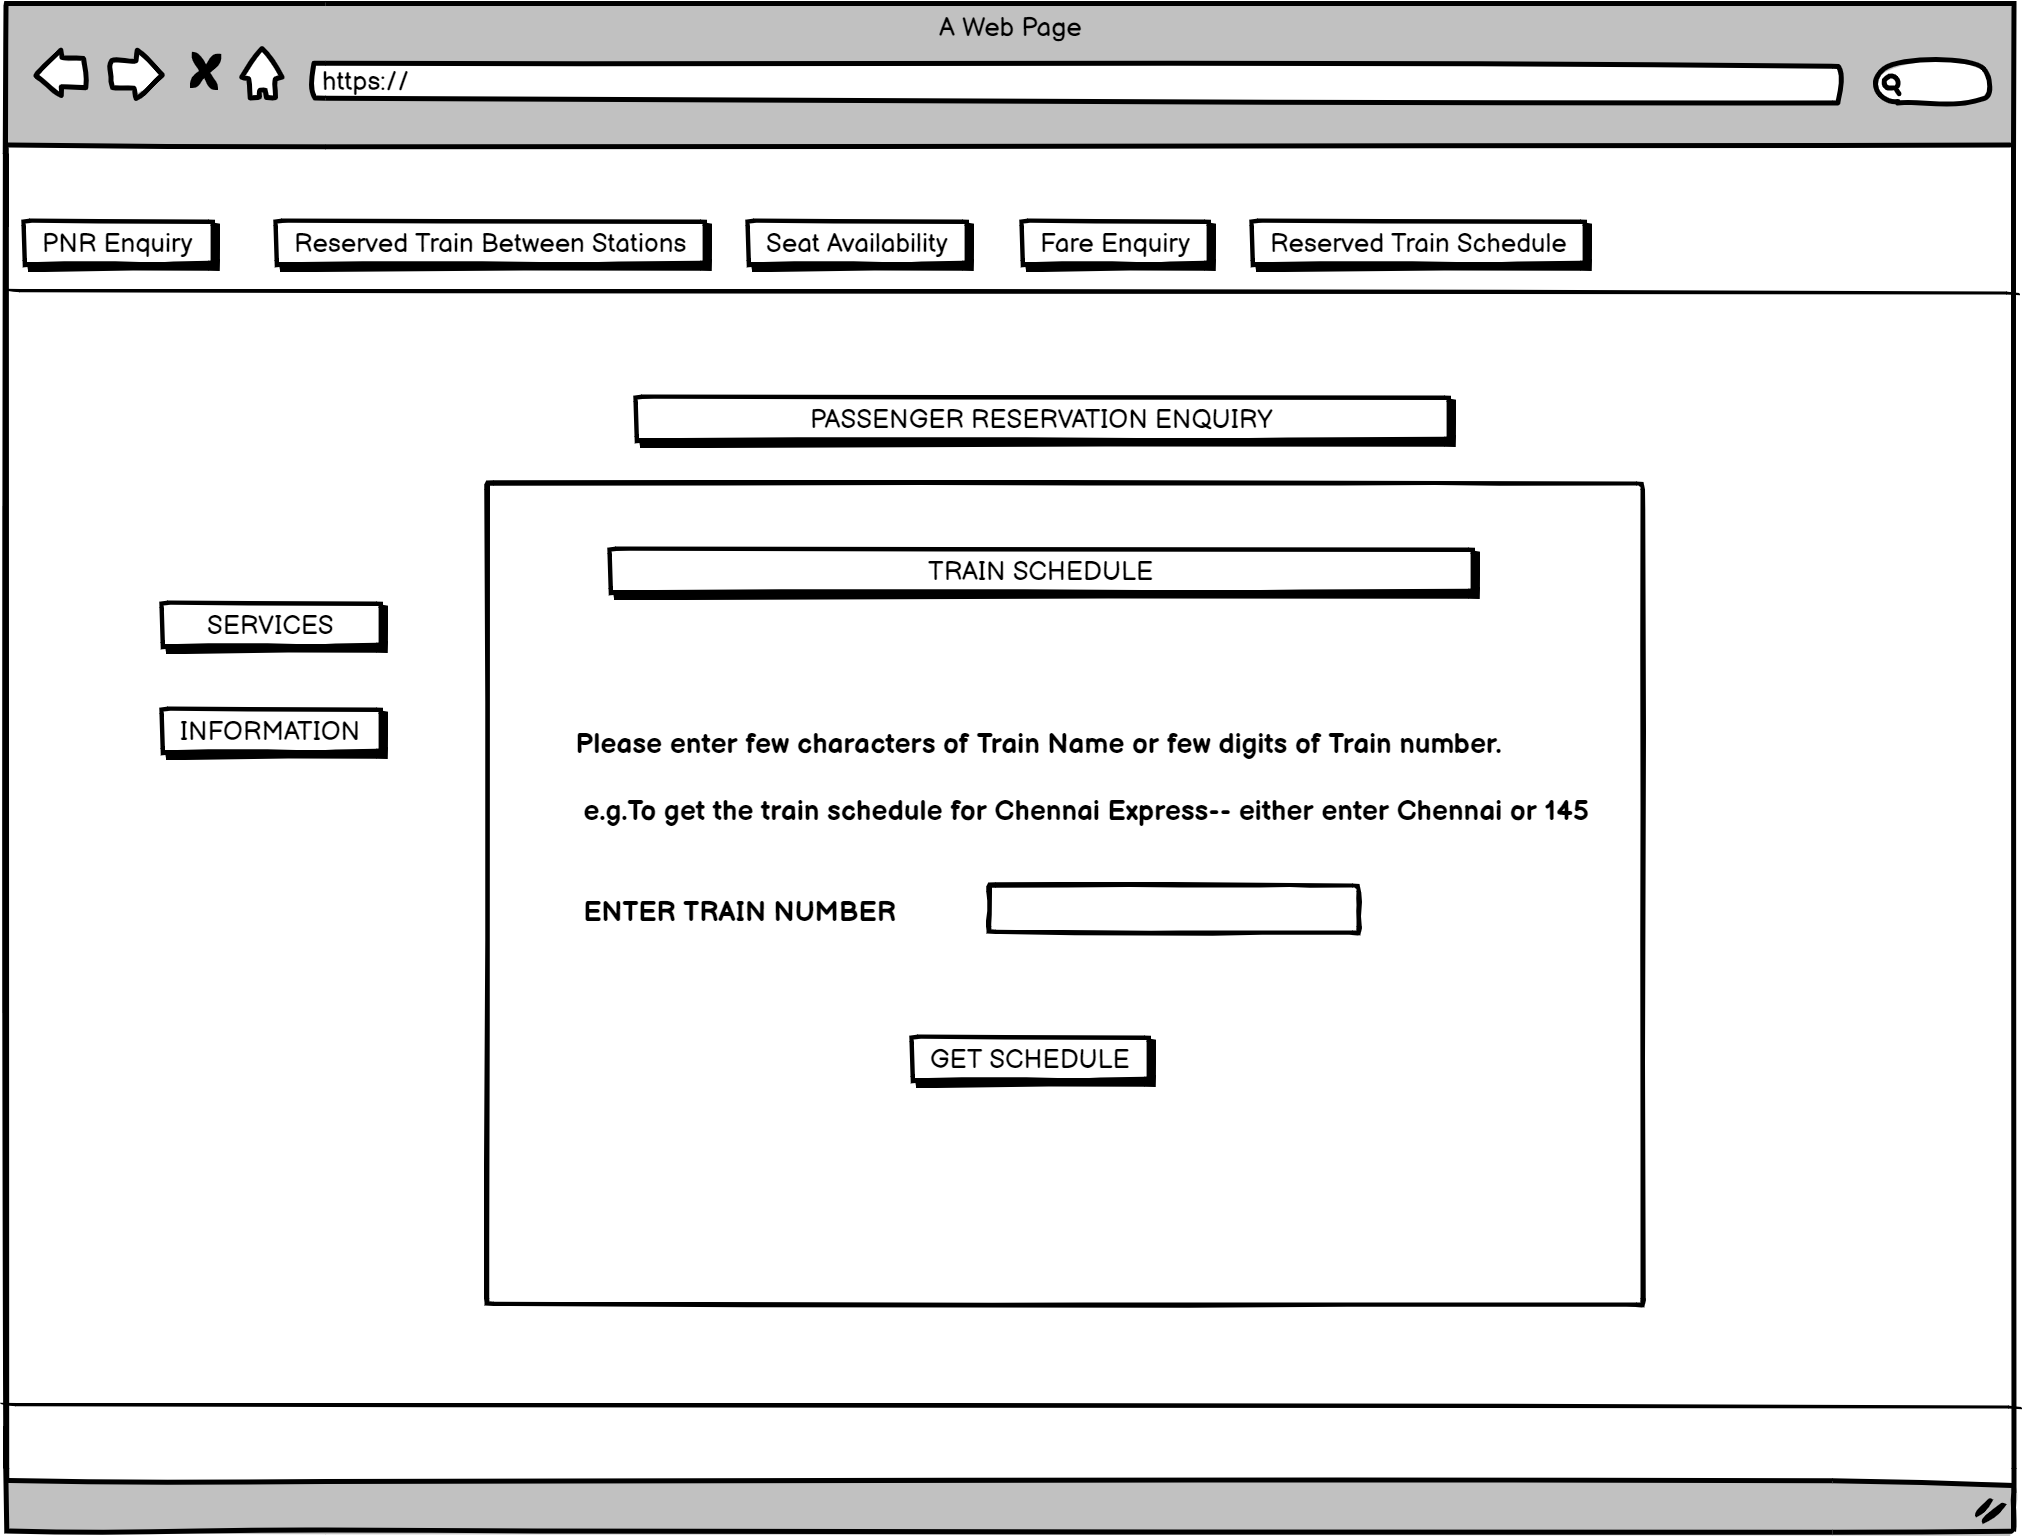 A Web Page
https://
PNR Enquiry
Reserved Train Between Stations
Seat Availability
Fare Enquiry
Reserved Train Schedule
PASSENGER RESERVATION ENQUIRY
TRAIN SCHEDULE
SERVICES
INFORMATION
Please enter few characters of Train Name or few digits of Train number.
e.g.To get the train schedule for Chennai Express-- either enter Chennai or 145
ENTER TRAIN NUMBER
GET SCHEDULE